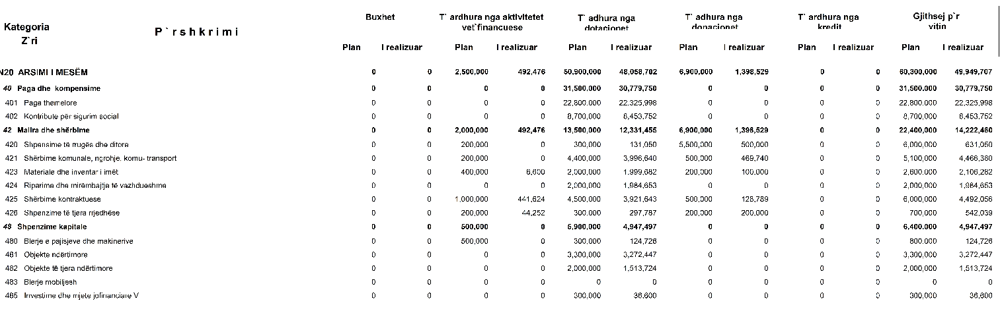 Kategoria Z`ri P`rshkrimi Buxhet T` ardhura nga aktivitetet vet`financuese T` adhura nga dotacionet T` adhura nga donacionet T` ardhura nga kredit Gjithsej p`r vitin
Plan I realizuar Plan I realizuar Plan I realizuar Plan I realizuar Plan I realizuar Plan I realizuar
N20 ARSIMI I MESËM 0 0 2,500,000 492,476 50,900,000 48,058,702 6,900,000 1,398,529 0 0 60,300,000 49,949,707
40 Paga dhe kompensime 0 0 0 0 31,500,000 30,779,750 0 0 0 0 31,500,000 30,779,750
401 Paga themelore 0 0 0 0 22,800,000 22,325,998 0 0 0 0 22,800,000 22,325,998
402 Kontribute për sigurim social 0 0 0 0 8,700,000 8,453,752 0 0 0 0 8,700,000 8,453,752
42 Mallra dhe shërbime 0 0 2,000,000 492,476 13,500,000 12,331,455 6,900,000 1,398,529 0 0 22,400,000 14,222,460
420 Shpensime të rrugës dhe ditore 0 0 200,000 0 300,000 131,050 5,500,000 500,000 0 0 6,000,000 631,050
421 Shërbime komunale, ngrohje, komu- transport 0 0 200,000 0 4,400,000 3,996,640 500,000 469,740 0 0 5,100,000 4,466,380
423 Materiale dhe inventar i imët 0 0 400,000 6,600 2,000,000 1,999,682 200,000 100,000 0 0 2,600,000 2,106,282
424 Riparime dhe mirëmbajtje të vazhdueshme 0 0 0 0 2,000,000 1,984,653 0 0 0 0 2,000,000 1,984,653
425 Shërbime kontraktuese 0 0 1,000,000 441,624 4,500,000 3,921,643 500,000 128,789 0 0 6,000,000 4,492,056
426 Shpenzime të tjera rrjedhëse 0 0 200,000 44,252 300,000 297,787 200,000 200,000 0 0 700,000 542,039
48 Shpenzime kapitale 0 0 500,000 0 5,900,000 4,947,497 0 0 0 0 6,400,000 4,947,497
480 Blerje e pajisjeve dhe makinerive 0 0 500,000 0 300,000 124,726 0 0 0 0 800,000 124,726
481 Objekte ndërtimore 0 0 0 0 3,300,000 3,272,447 0 0 0 0 3,300,000 3,272,447
482 Objekte të tjera ndërtimore 0 0 0 0 2,000,000 1,513,724 0 0 0 0 2,000,000 1,513,724
483 Blerje mobiljesh 0 0 0 0 0 0 0 0 0 0 0 0
485 Investime dhe mjete jofinanciare V 0 0 0 0 300,000 36,600 0 0 0 0 300,000 36,600